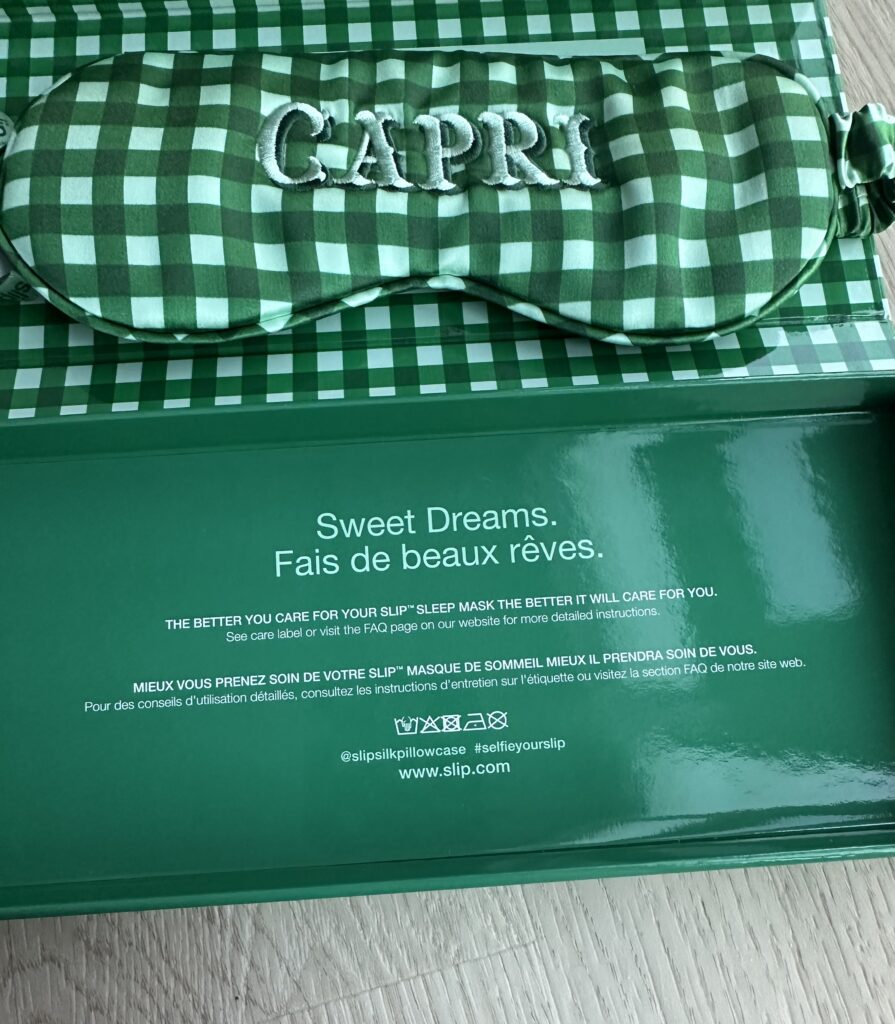 CAPRI
Sweet Dreams.
Fais de beaux rêves.
THE BETTER YOU CARE FOR YOUR SLIP™ SLEEP MASK THE BETTER IT WILL CARE FOR YOU.
See care label or visit the FAQ page on our website for more detailed instructions.
MIEUX VOUS PRENEZ SOIN DE VOTRE SLIP™ MASQUE DE SOMMEIL MIEUX IL PRENDRA SOIN DE VOUS.
Pour des conseils d'utilisation détaillés, consultez les instructions d'entretien sur l'étiquette ou visitez la section FAQ de notre site web.
@slipsilkpillowcase #selfieyourslip
www.slip.com